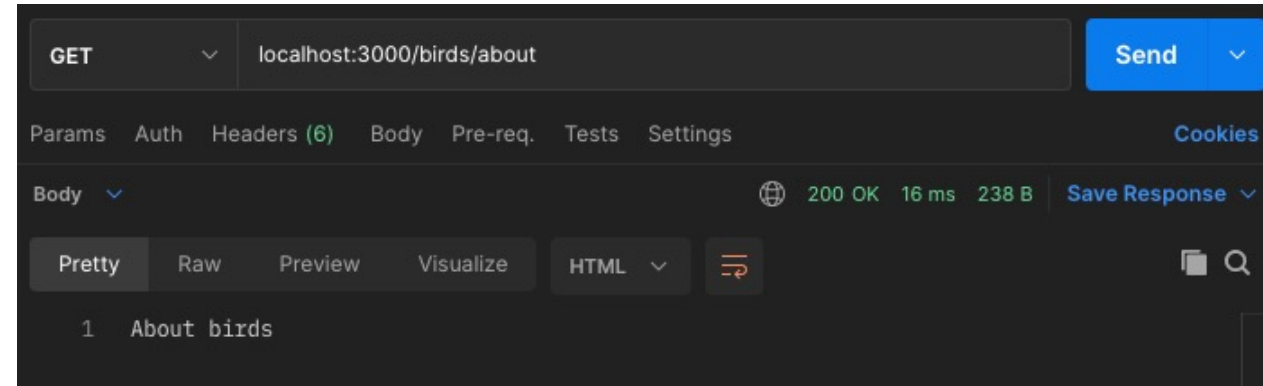 GET localhost:3000/birds/about Send
Params Auth Headers (6) Body Pre-req. Tests Settings Cookies
Body 200 OK 16 ms 238 B Save Response
Pretty Raw Preview Visualize HTML
1 About birds